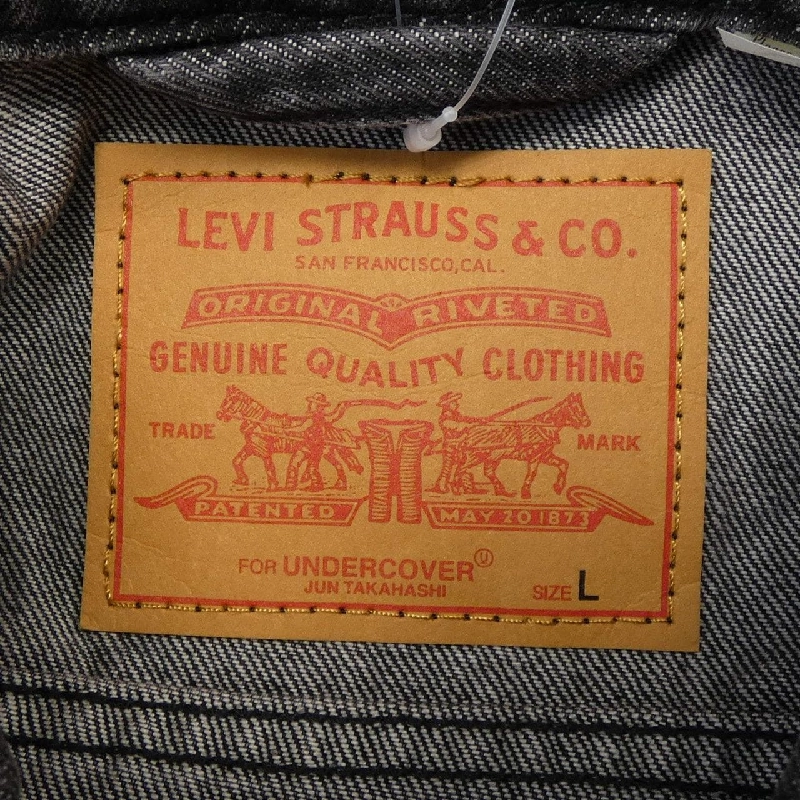 LEVI STRAUSS & CO.
SAN FRANCISCO, CAL.
ORIGINAL RIVETED
GENUINE QUALITY CLOTHING
TRADE MARK
PATENTED MAY 20 1873
FOR UNDERCOVER Ⓤ
JUN TAKAHASHI
SIZE L